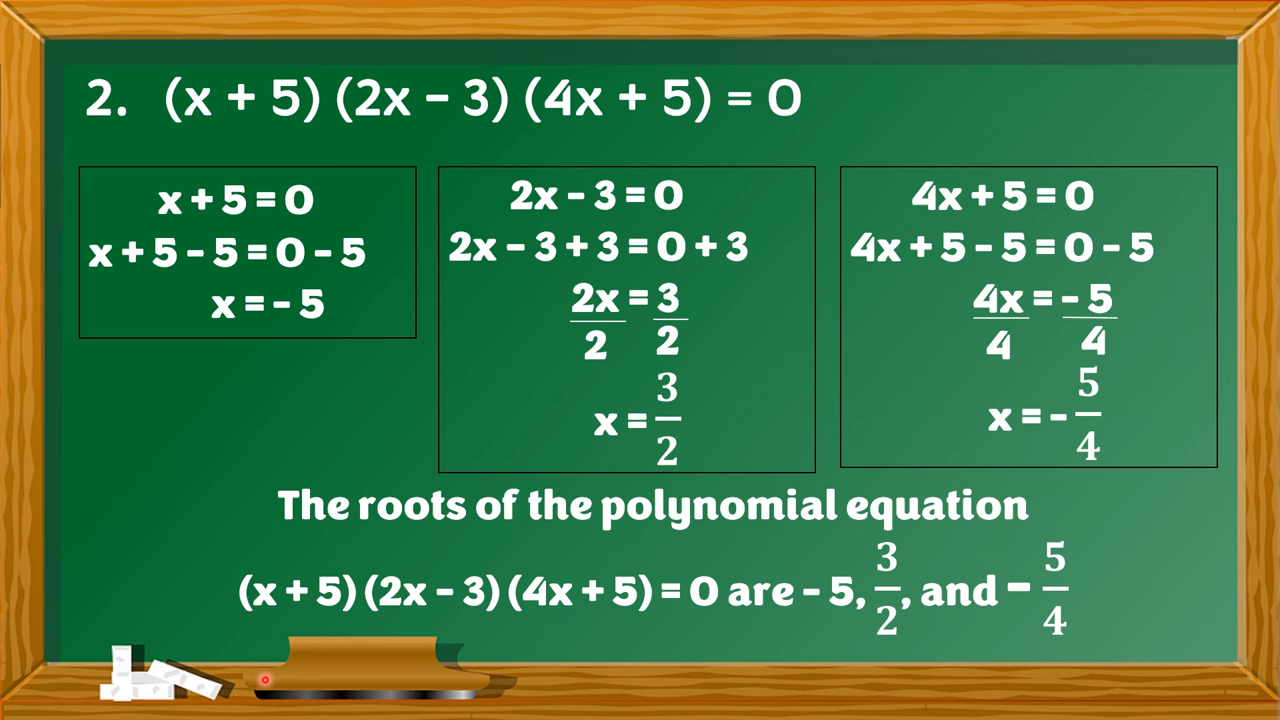 2. (x + 5) (2x – 3) (4x + 5) = 0
x + 5 = 0
x + 5 – 5 = 0 – 5
x = – 5
2x – 3 = 0
2x – 3 + 3 = 0 + 3
2x/2 = 3/2
x = 3/2
4x + 5 = 0
4x + 5 – 5 = 0 – 5
4x/4 = – 5/4
x = – 5/4
The roots of the polynomial equation
(x + 5) (2x – 3) (4x + 5) = 0 are – 5, 3/2, and – 5/4